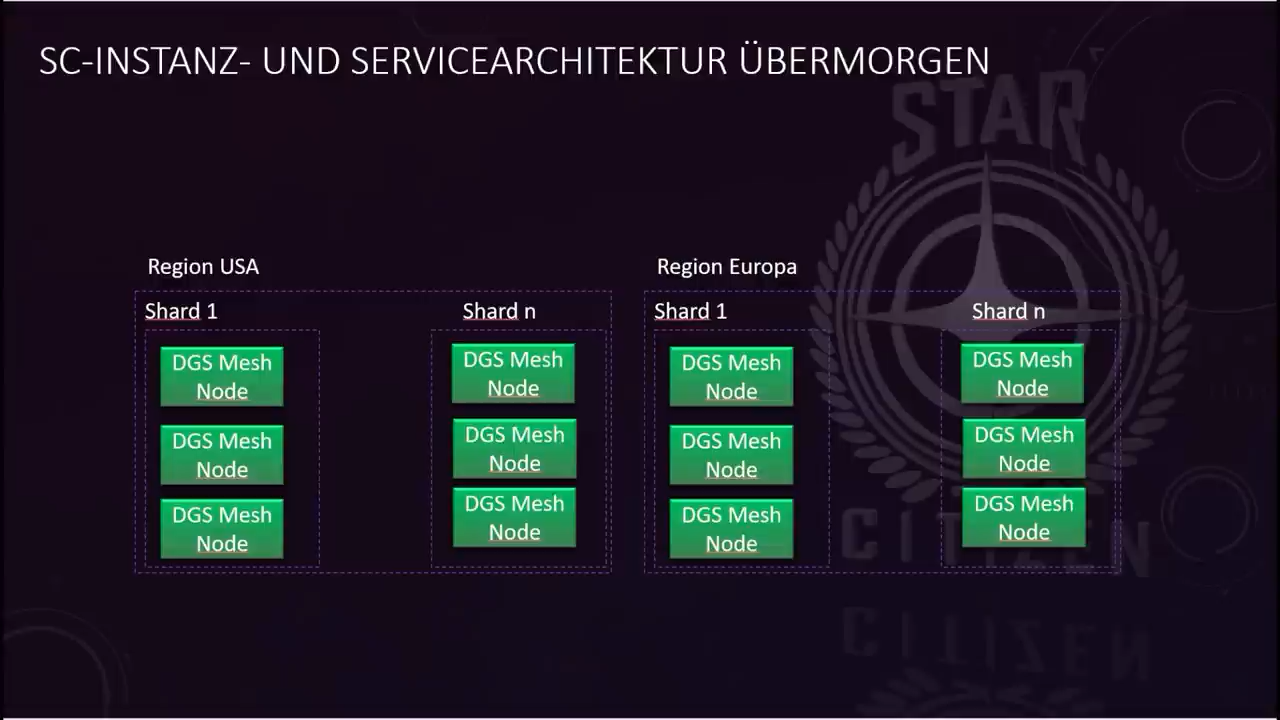 SC-INSTANZ- UND SERVICEARCHITEKTUR ÜBERMORGEN
STAR
CITIZEN
Region USA
Shard 1
DGS Mesh
Node
DGS Mesh
Node
DGS Mesh
Node
Shard n
DGS Mesh
Node
DGS Mesh
Node
DGS Mesh
Node
Region Europa
Shard 1
DGS Mesh
Node
DGS Mesh
Node
DGS Mesh
Node
Shard n
DGS Mesh
Node
DGS Mesh
Node
DGS Mesh
Node